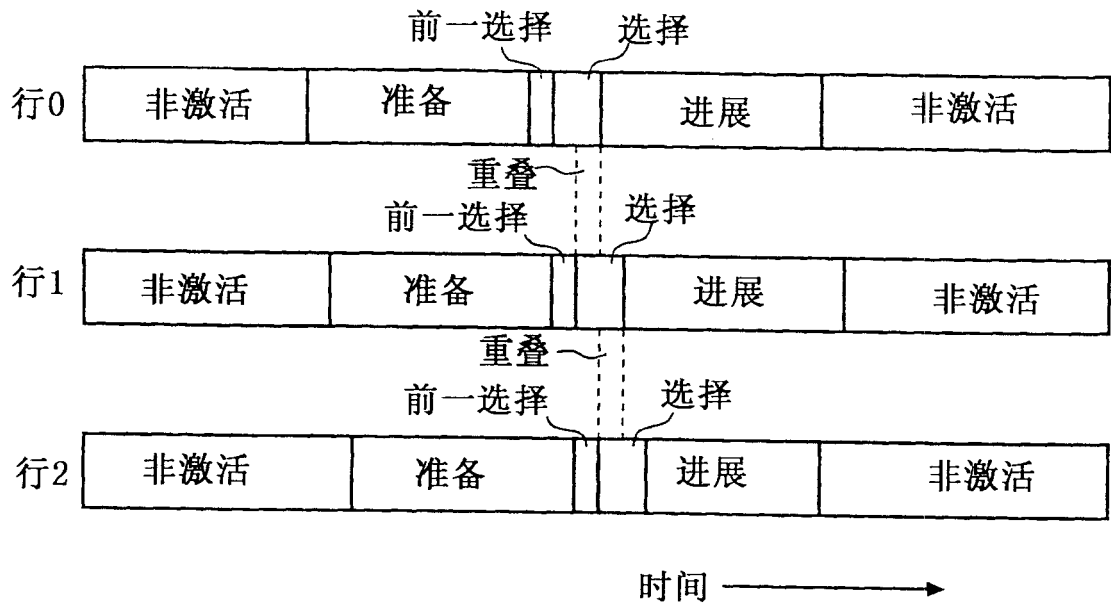 前一选择 选择
行0 非激活 准备 进展 非激活
重叠
前一选择 选择
行1 非激活 准备 进展 非激活
重叠
前一选择 选择
行2 非激活 准备 进展 非激活
时间